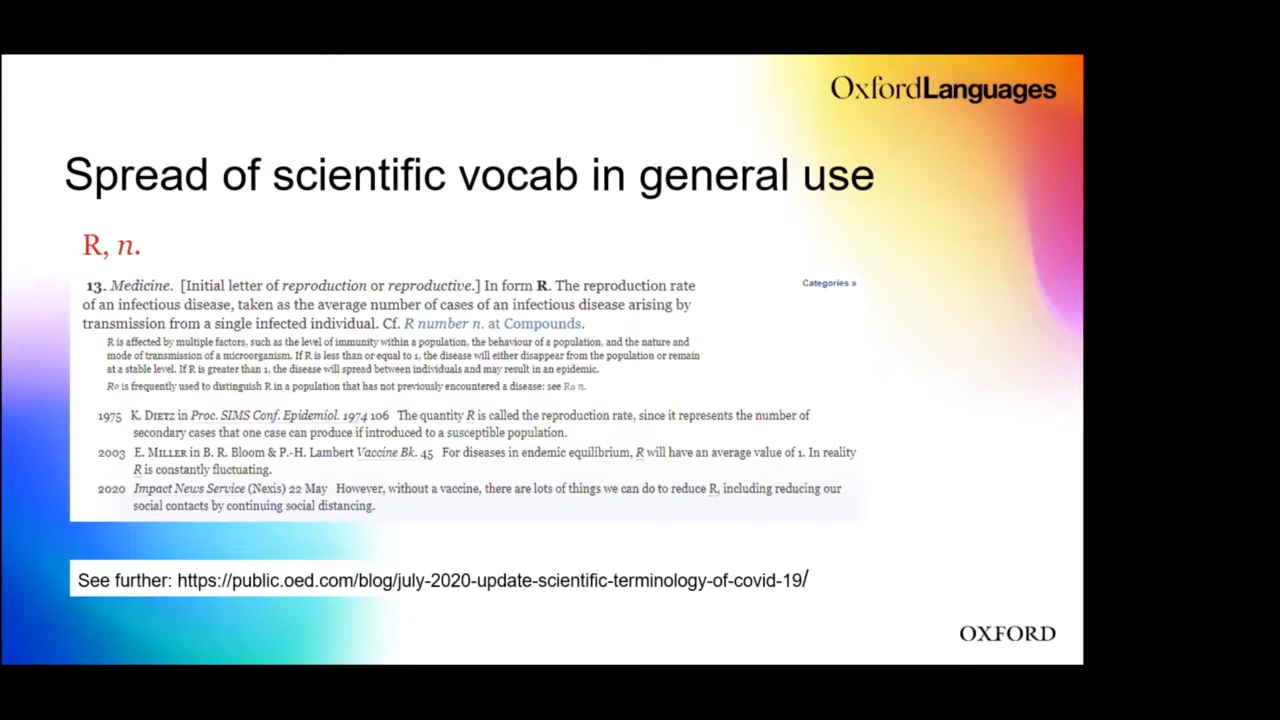 OxfordLanguages
Spread of scientific vocab in general use
R, n.
13. Medicine. [Initial letter of reproduction or reproductive.] In form R. The reproduction rate
Categories »
of an infectious disease, taken as the average number of cases of an infectious disease arising by
transmission from a single infected individual. Cf. R number n. at Compounds.
R is affected by multiple factors, such as the level of immunity within a population, the behaviour of a population, and the nature and
mode of transmission of a microorganism. If R is less than or equal to 1, the disease will either disappear from the population or remain
at a stable level. If R is greater than 1, the disease will spread between individuals and may result in an epidemic.
R0 is frequently used to distinguish R in a population that has not previously encountered a disease: see R0 n.
1975 K. DIETZ in Proc. SIMS Conf. Epidemiol. 1974 106 The quantity R is called the reproduction rate, since it represents the number of
secondary cases that one case can produce if introduced to a susceptible population.
2003 E. MILLER in B. R. Bloom & P.-H. Lambert Vaccine Bk. 45 For diseases in endemic equilibrium, R will have an average value of 1. In reality
R is constantly fluctuating.
2020 Impact News Service (Nexis) 22 May However, without a vaccine, there are lots of things we can do to reduce R, including reducing our
social contacts by continuing social distancing.
See further: https://public.oed.com/blog/july-2020-update-scientific-terminology-of-covid-19/
OXFORD